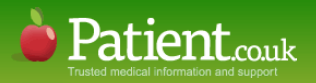 Patient.co.uk
Trusted medical information and support